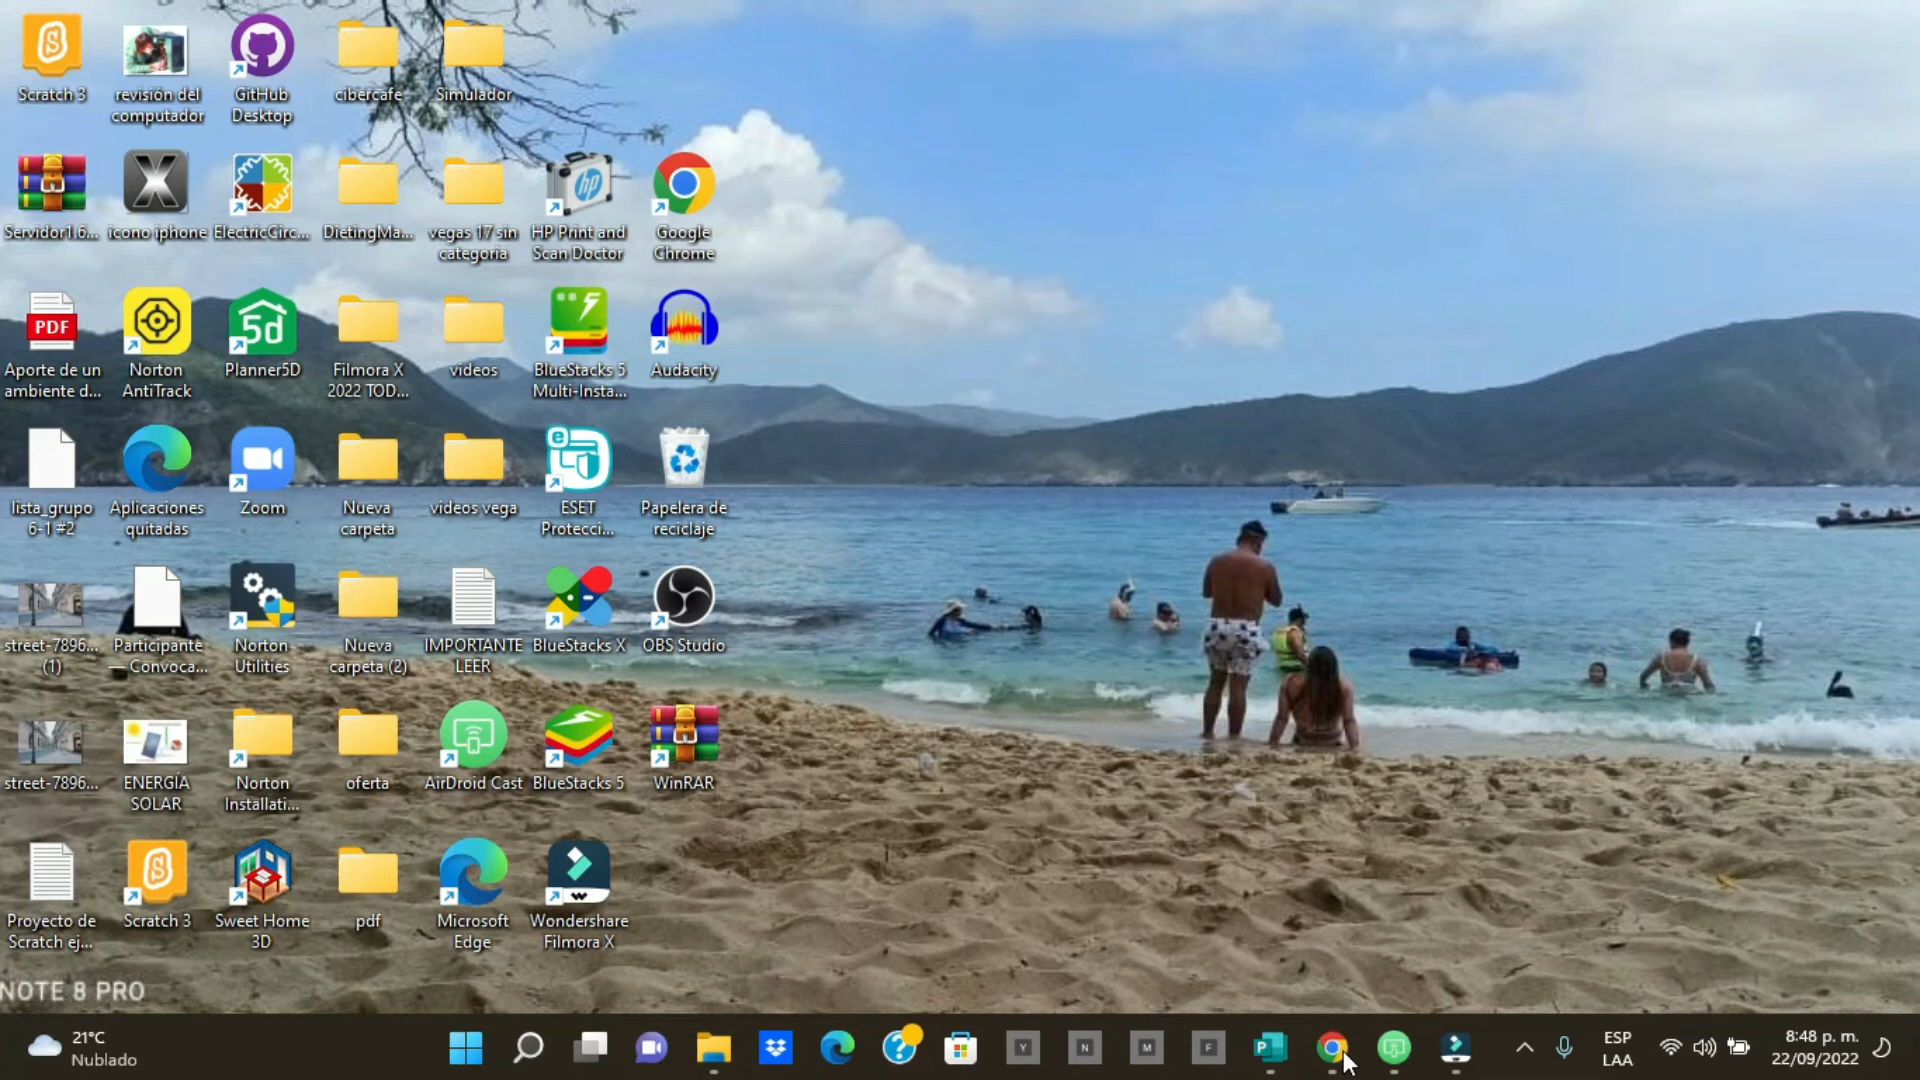 Scratch 3
revisión del
computador
GitHub
Desktop
cibercafe
Simulador
Servidor1.6...
icono iphone
ElectricCirc...
DietingMa...
vegas 17 sin
categoria
HP Print and
Scan Doctor
Google
Chrome
PDF
Aporte de un
ambiente d...
Norton
AntiTrack
5d
Planner5D
Filmora X
2022 TOD...
videos
BlueStacks 5
Multi-Insta...
Audacity
lista_grupo
6-1 #2
Aplicaciones
quitadas
Zoom
Nueva
carpeta
videos vega
ESET
Protecci...
Papelera de
reciclaje
street-7896...
(1)
Participante
— Convoca...
Norton
Utilities
Nueva
carpeta (2)
IMPORTANTE
LEER
BlueStacks X
OBS Studio
street-7896...
ENERGÍA
SOLAR
Norton
Installati...
oferta
AirDroid Cast
BlueStacks 5
WinRAR
Proyecto de
Scratch ej...
Scratch 3
Sweet Home
3D
pdf
Microsoft
Edge
Wondershare
Filmora X
NOTE 8 PRO
21°C
Nublado
Y
N
M
F
P
ESP
LAA
8:48 p. m.
22/09/2022